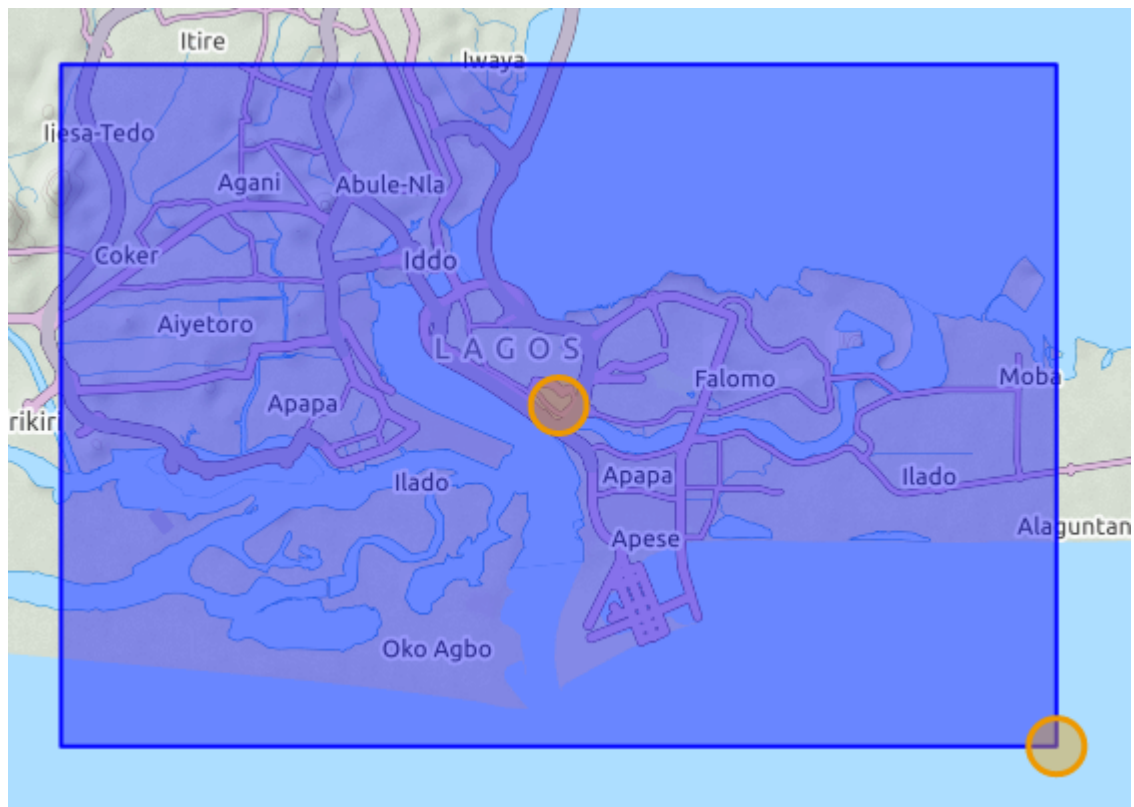 Itire
Iwaya
Iiesa-Tedo
Agani
Abule-Nla
Coker
Iddo
Aiyetoro
LAGOS
Moba
Falomo
Apapa
rikiri
Ilado
Apapa
Ilado
Alaguntan
Apese
Oko Agbo